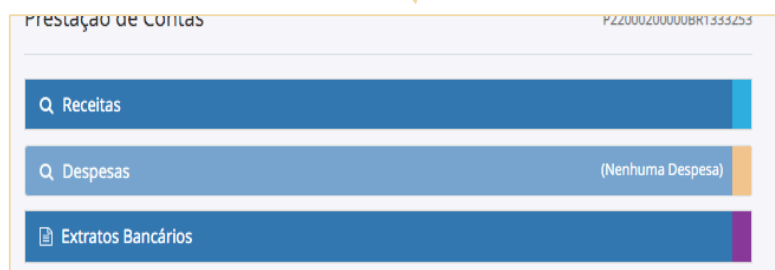 Prestação de Contas P22000200000BR1333253
Receitas
Despesas (Nenhuma Despesa)
Extratos Bancários